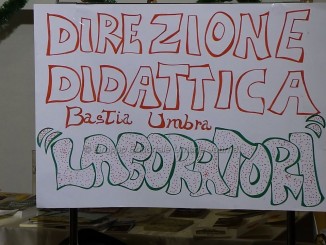 DIREZIONE
DIDATTICA
Bastia Umbra
"LABORATORI"